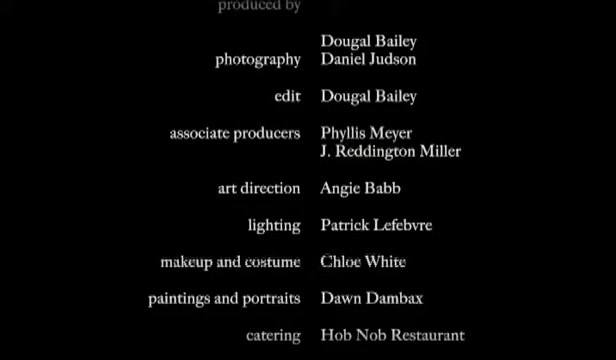 produced by
Dougal Bailey
photography Daniel Judson
edit Dougal Bailey
associate producers Phyllis Meyer
J. Reddington Miller
art direction Angie Babb
lighting Patrick Lefebvre
makeup and costume Chloe White
paintings and portraits Dawn Dambax
catering Hob Nob Restaurant